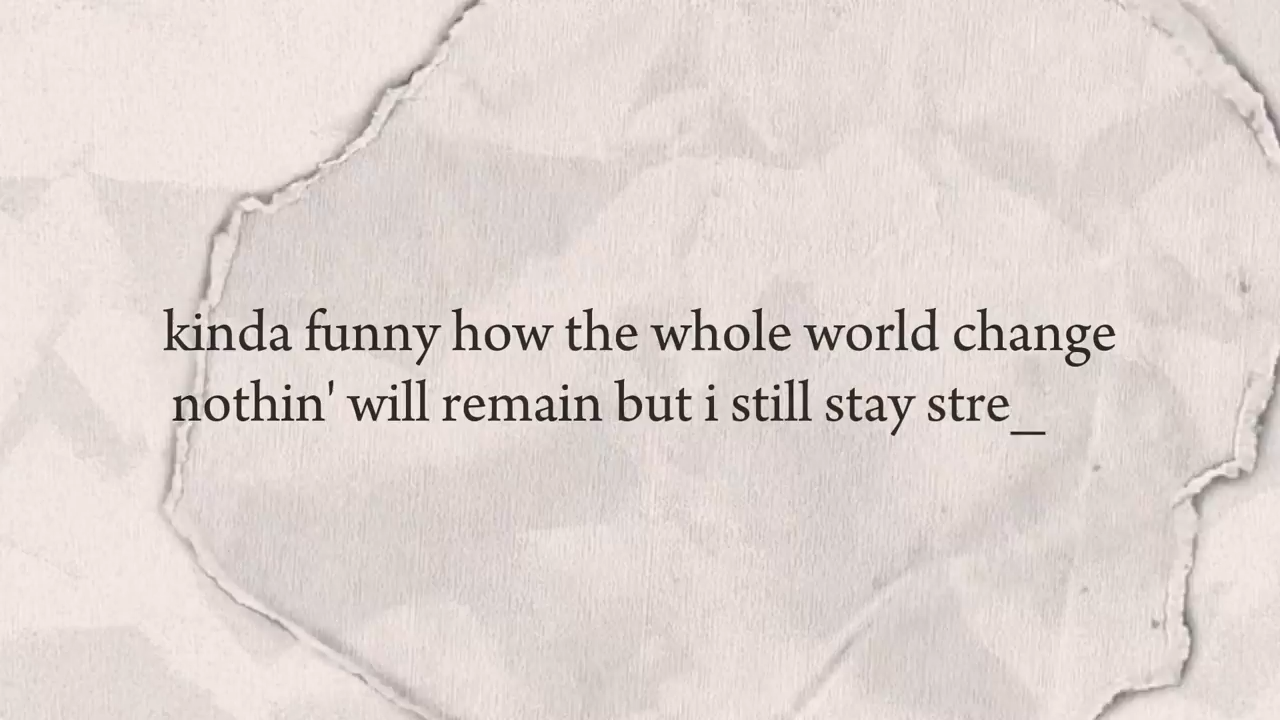 kinda funny how the whole world change
nothin' will remain but i still stay stre_